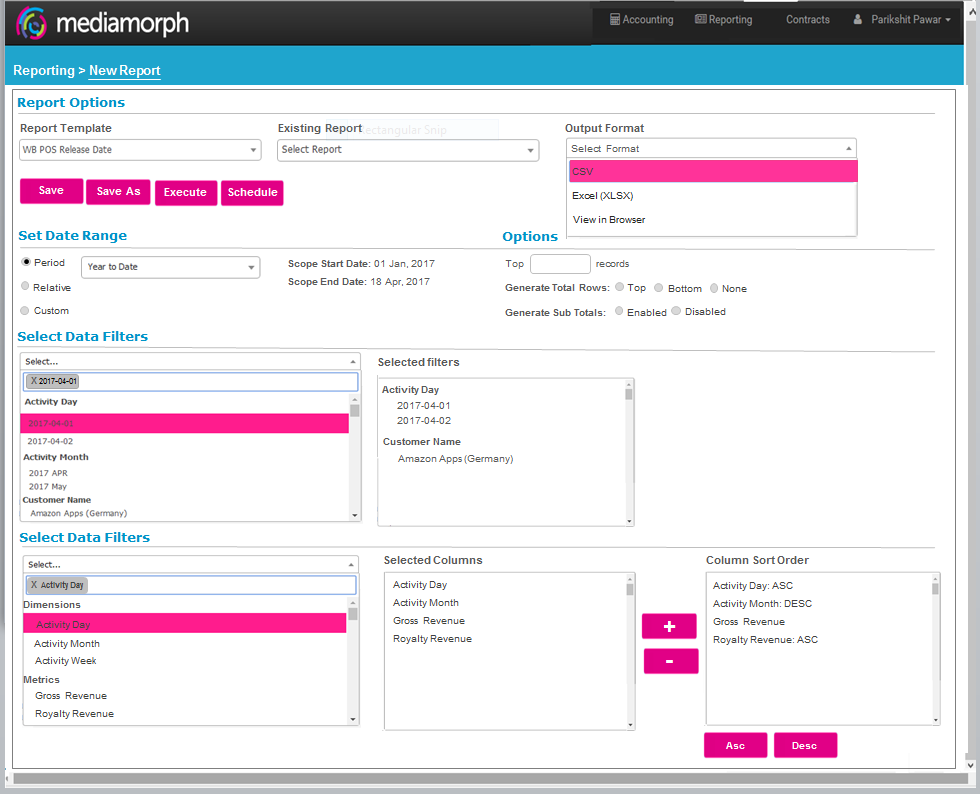 mediamorph
Accounting Reporting Contracts Parikshit Pawar
Reporting > New Report
Report Options
Report Template Existing Report Rectangular Snip Output Format
WB POS Release Date Select Report Select Format
CSV
Excel (XLSX)
View in Browser
Save Save As Execute Schedule
Set Date Range Options
Period Year to Date Scope Start Date: 01 Jan, 2017 Top records
Relative Scope End Date: 18 Apr, 2017 Generate Total Rows: Top Bottom None
Custom Generate Sub Totals: Enabled Disabled
Select Data Filters
Select... Selected filters
X 2017-04-01
Activity Day
2017-04-01
2017-04-02
Activity Month
2017 APR
2017 May
Customer Name
Amazon Apps (Germany)
Activity Day
2017-04-01
2017-04-02
Customer Name
Amazon Apps (Germany)
Select Data Filters
Select... Selected Columns Column Sort Order
X Activity Day
Dimensions
Activity Day
Activity Month
Activity Week
Metrics
Gross Revenue
Royalty Revenue
Activity Day
Activity Month
Gross Revenue
Royalty Revenue
+
-
Activity Day: ASC
Activity Month: DESC
Gross Revenue
Royalty Revenue: ASC
Asc Desc